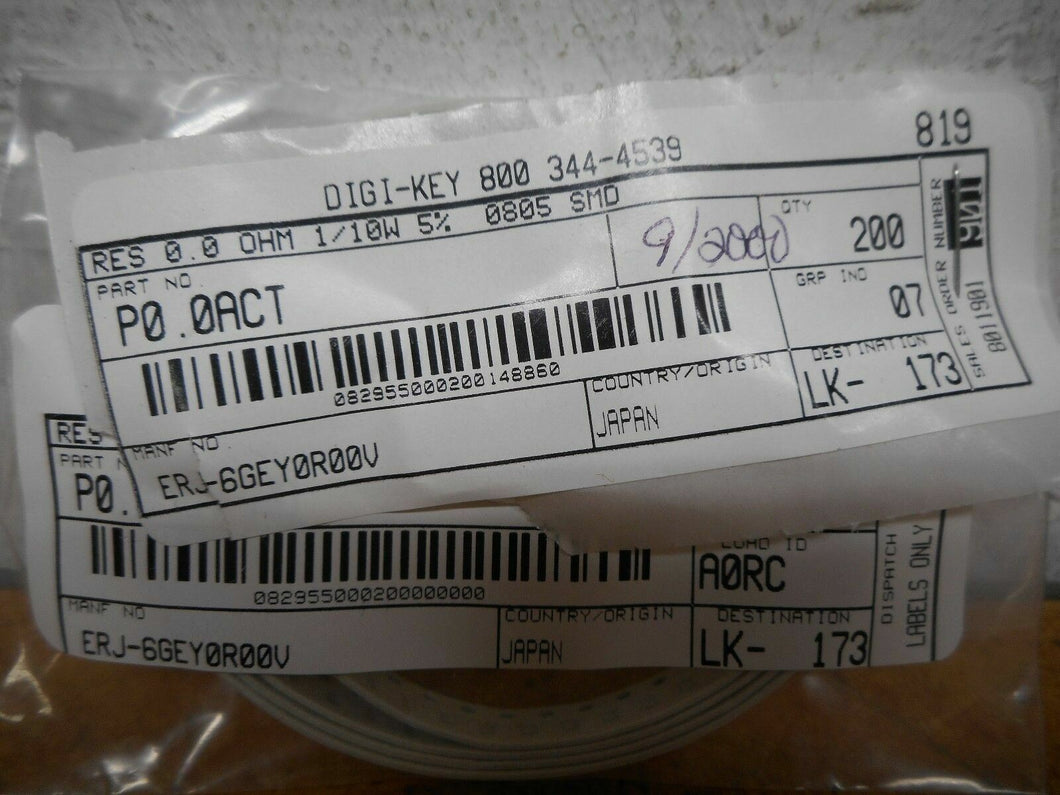 819
DIGI-KEY 800 344-4539
RES 0.0 OHM 1/10W 5% 0805 SMD
PART NO.
P0.0ACT
9/2000
QTY
200
GRP IND
07
SALES ORDER NUMBER
8011901
082955000200148860
COUNTRY/ORIGIN
JAPAN
DESTINATION
LK- 173
MANF NO.
ERJ-6GEY0R00V
RES
PART N
P0.
082955000200000000
ID
A0RC
DISPATCH
LABELS ONLY
MANF NO
ERJ-6GEY0R00V
COUNTRY/ORIGIN
JAPAN
DESTINATION
LK- 173